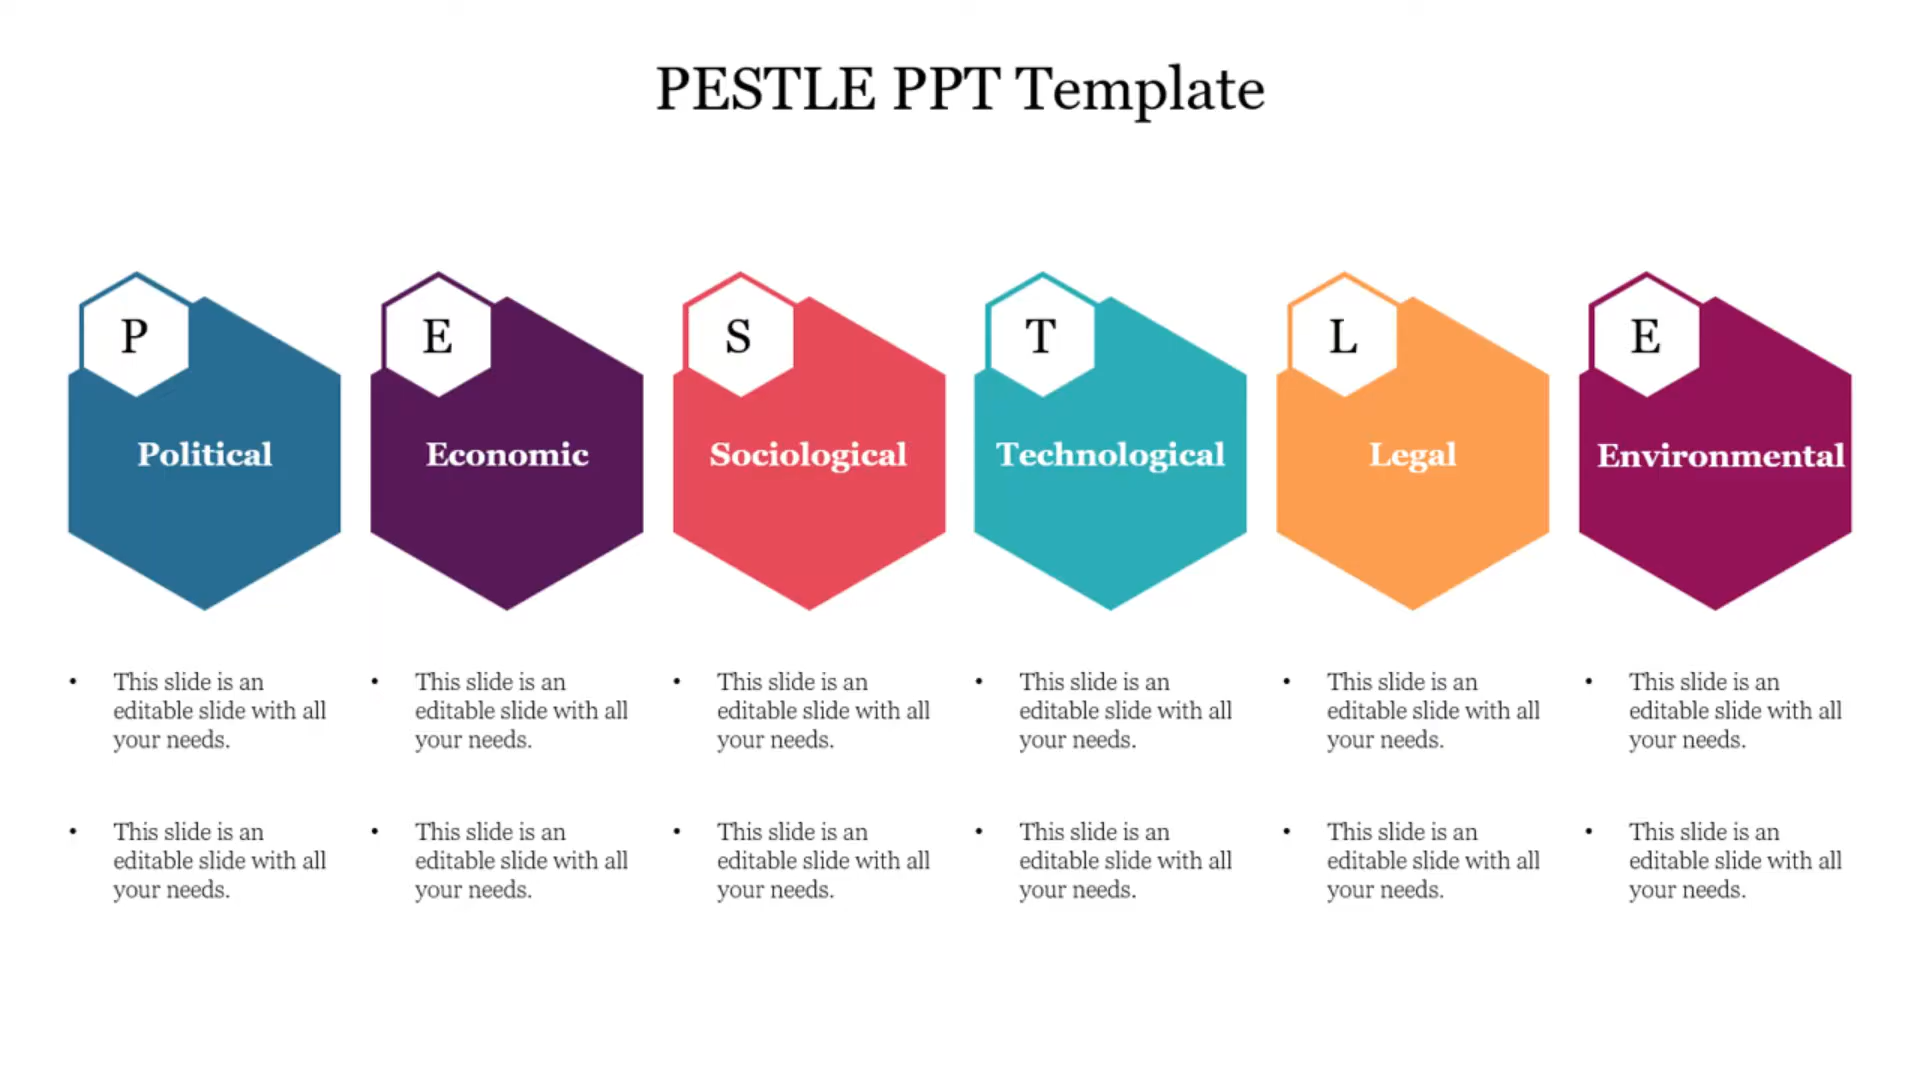 PESTLE PPT Template
P
E
S
T
L
E
Political
Economic
Sociological
Technological
Legal
Environmental
• This slide is an
editable slide with all
your needs.
• This slide is an
editable slide with all
your needs.
• This slide is an
editable slide with all
your needs.
• This slide is an
editable slide with all
your needs.
• This slide is an
editable slide with all
your needs.
• This slide is an
editable slide with all
your needs.
• This slide is an
editable slide with all
your needs.
• This slide is an
editable slide with all
your needs.
• This slide is an
editable slide with all
your needs.
• This slide is an
editable slide with all
your needs.
• This slide is an
editable slide with all
your needs.
• This slide is an
editable slide with all
your needs.